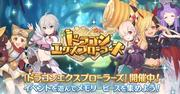 ドラゴンエクスプローラーズ
「ドラゴンエクスプローラーズ」開催中！
イベントを遊んでメモリーピースを集めよう！